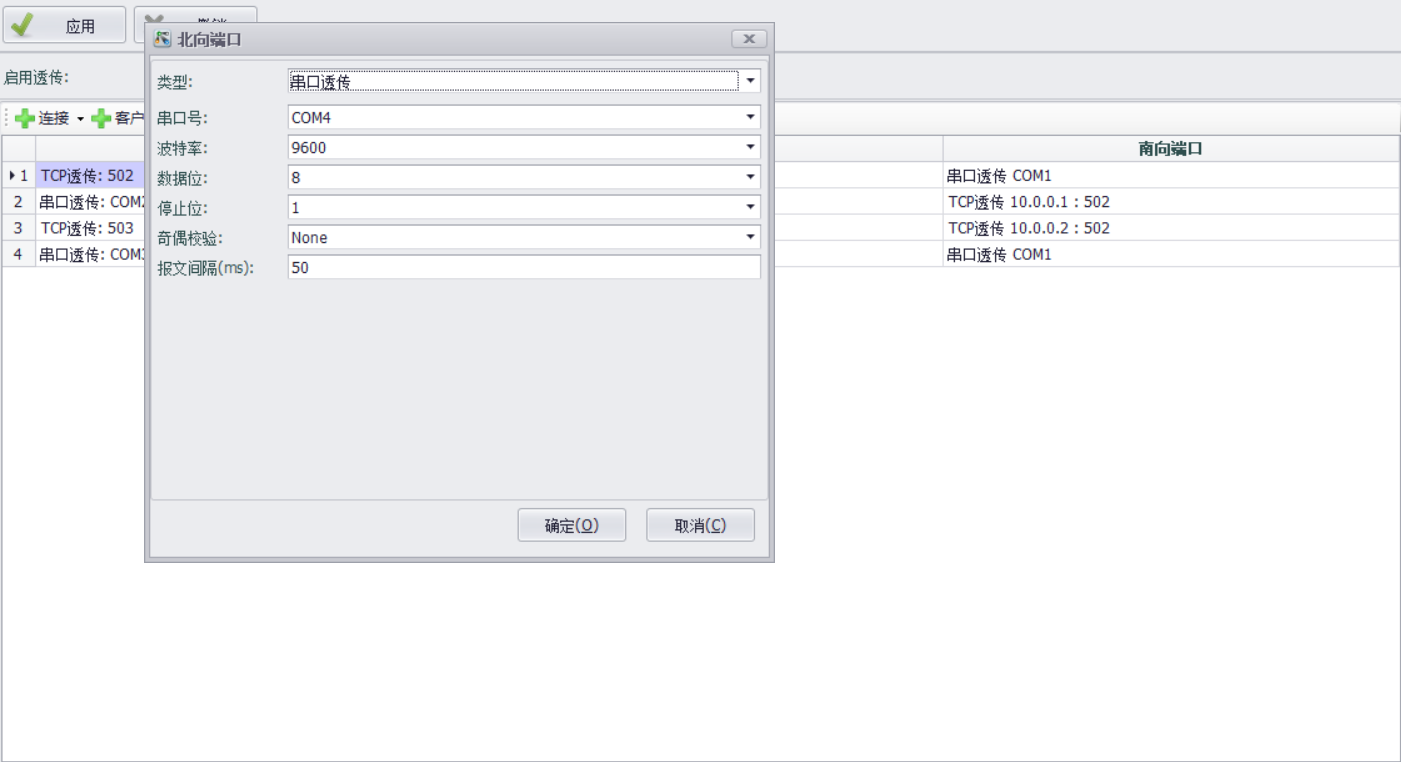 应用
北向端口
启用透传:
类型:
串口透传
连接
客户
串口号:
COM4
波特率:
9600
南向端口
数据位:
8
1
TCP透传: 502
串口透传 COM1
停止位:
1
2
串口透传: COM2
TCP透传 10.0.0.1 : 502
奇偶校验:
None
3
TCP透传: 503
TCP透传 10.0.0.2 : 502
报文间隔(ms):
50
4
串口透传: COM3
串口透传 COM1
确定(O)
取消(C)